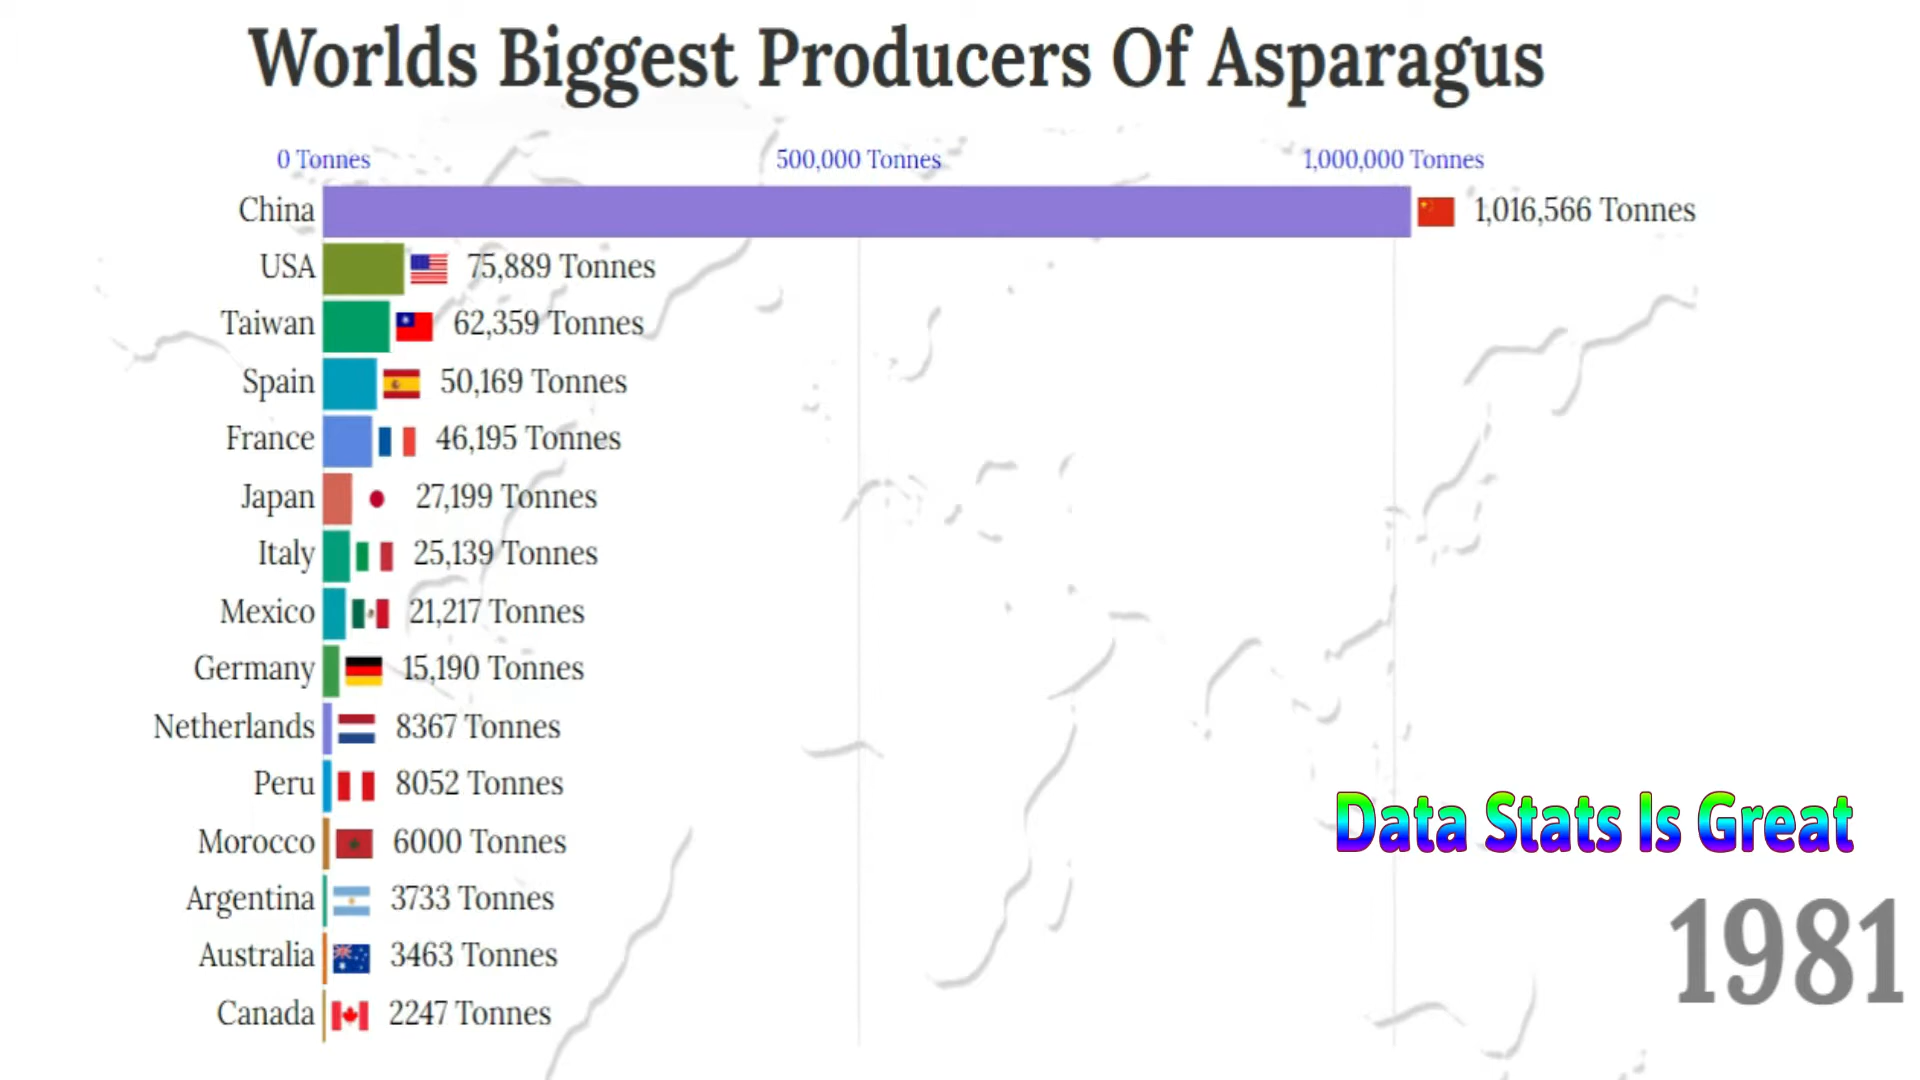 Worlds Biggest Producers Of Asparagus
0 Tonnes 500,000 Tonnes 1,000,000 Tonnes
China 1,016,566 Tonnes
USA 75,889 Tonnes
Taiwan 62,359 Tonnes
Spain 50,169 Tonnes
France 46,195 Tonnes
Japan 27,199 Tonnes
Italy 25,139 Tonnes
Mexico 21,217 Tonnes
Germany 15,190 Tonnes
Netherlands 8367 Tonnes
Peru 8052 Tonnes
Morocco 6000 Tonnes
Argentina 3733 Tonnes
Australia 3463 Tonnes
Canada 2247 Tonnes
Data Stats Is Great
1981